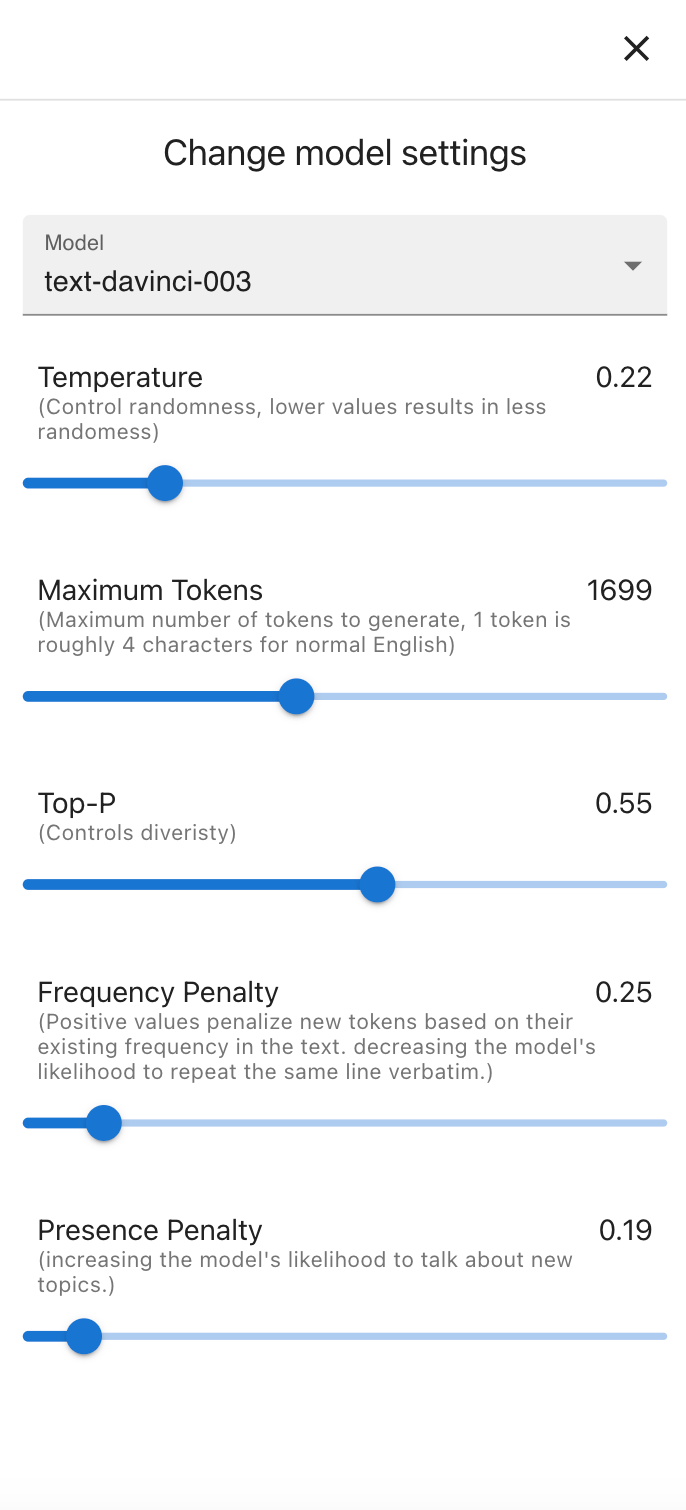 Change model settings
Model
text-davinci-003
Temperature 0.22
(Control randomness, lower values results in less
randomess)
Maximum Tokens 1699
(Maximum number of tokens to generate, 1 token is
roughly 4 characters for normal English)
Top-P 0.55
(Controls diveristy)
Frequency Penalty 0.25
(Positive values penalize new tokens based on their
existing frequency in the text. decreasing the model's
likelihood to repeat the same line verbatim.)
Presence Penalty 0.19
(increasing the model's likelihood to talk about new
topics.)